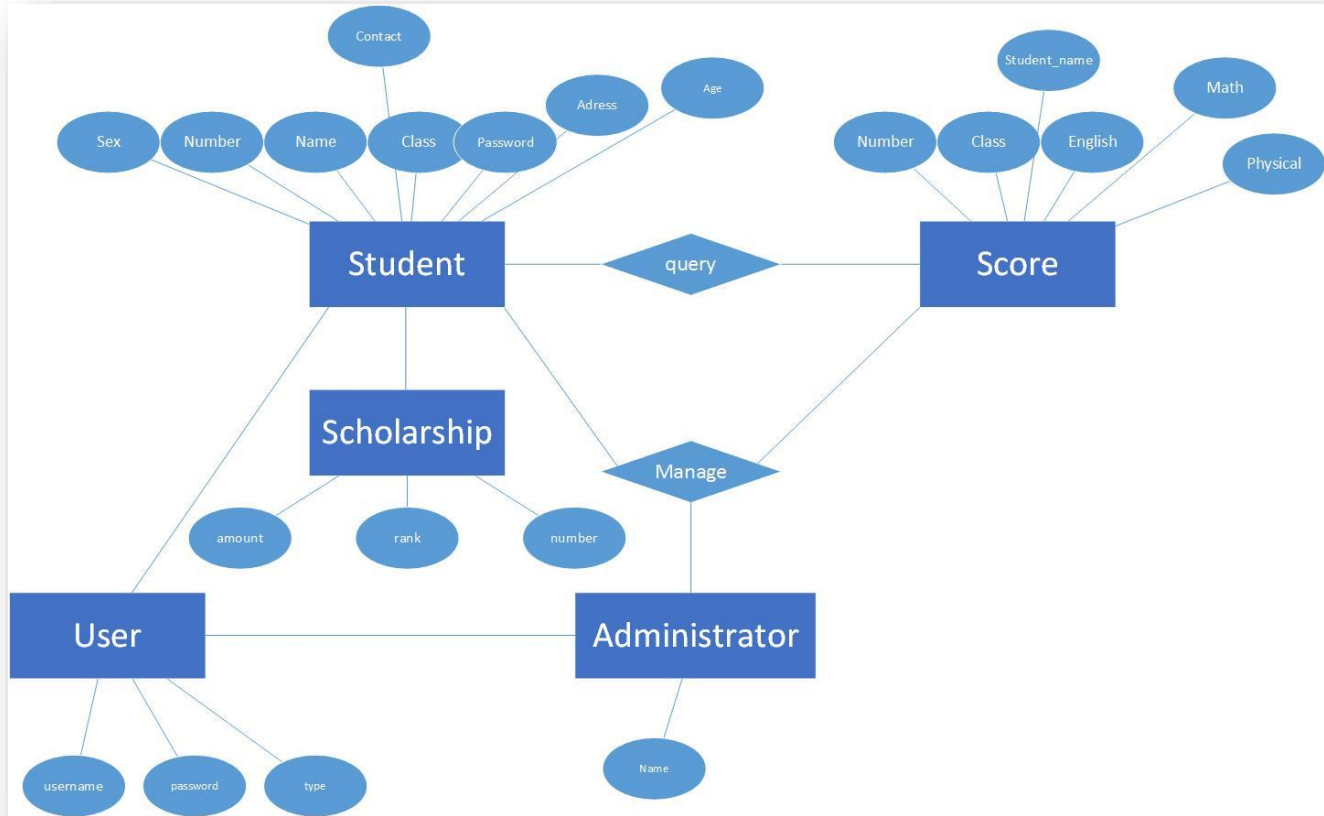 Contact
Student_name
Age
Math
Adress
Sex
Number
Name
Class
Password
Number
Class
English
Physical
Student
query
Score
Scholarship
Manage
amount
rank
number
User
Administrator
Name
username
password
type